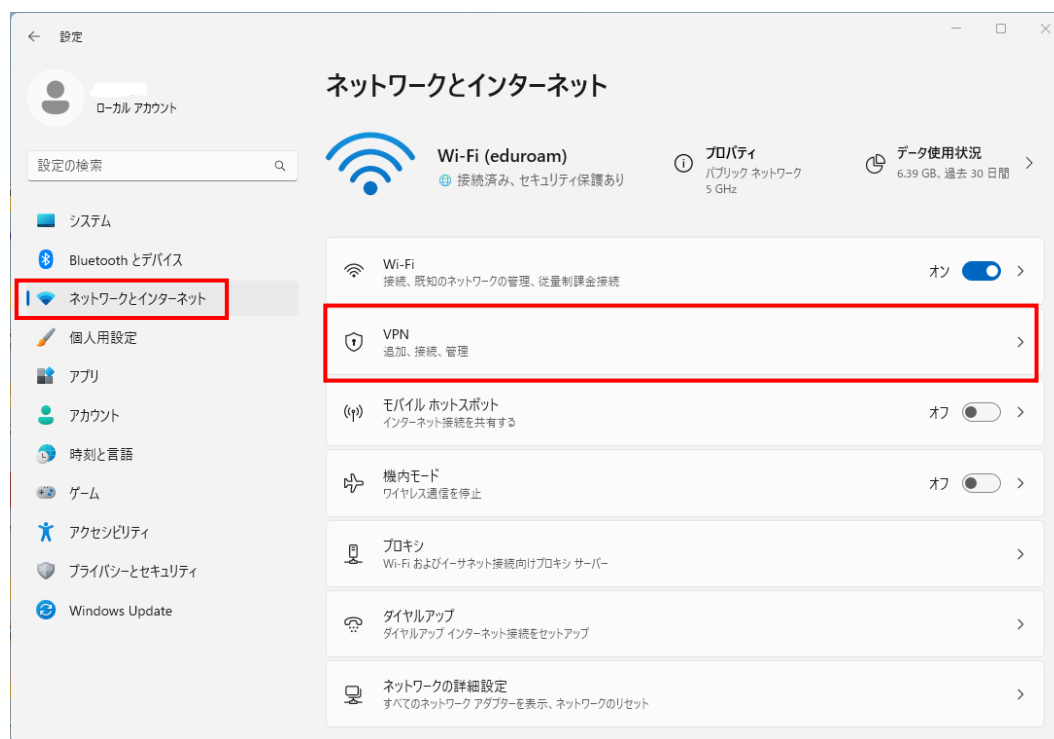 設定
ローカル アカウント
設定の検索
システム
Bluetooth とデバイス
ネットワークとインターネット
個人用設定
アプリ
アカウント
時刻と言語
ゲーム
アクセシビリティ
プライバシーとセキュリティ
Windows Update
ネットワークとインターネット
Wi-Fi (eduroam)
接続済み、セキュリティ保護あり
プロパティ
パブリック ネットワーク
5 GHz
データ使用状況
6.39 GB、過去 30 日間
Wi-Fi
接続、既知のネットワークの管理、従量制課金接続
オン
VPN
追加、接続、管理
モバイル ホットスポット
インターネット接続を共有する
オフ
機内モード
ワイヤレス通信を停止
オフ
プロキシ
Wi-Fi およびイーサネット接続向けプロキシ サーバー
ダイヤルアップ
ダイヤルアップ インターネット接続をセットアップ
ネットワークの詳細設定
すべてのネットワーク アダプターを表示、ネットワークのリセット